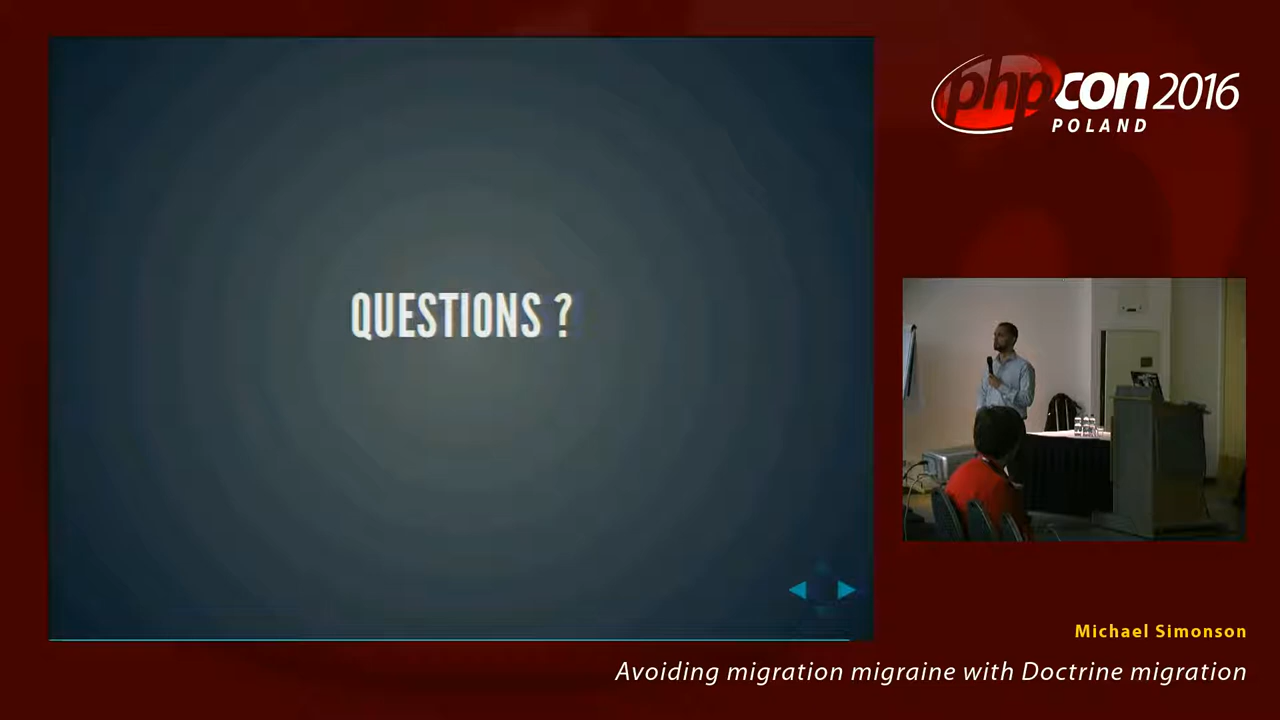 QUESTIONS ?
phpcon 2016
POLAND
Michael Simonson
Avoiding migration migraine with Doctrine migration